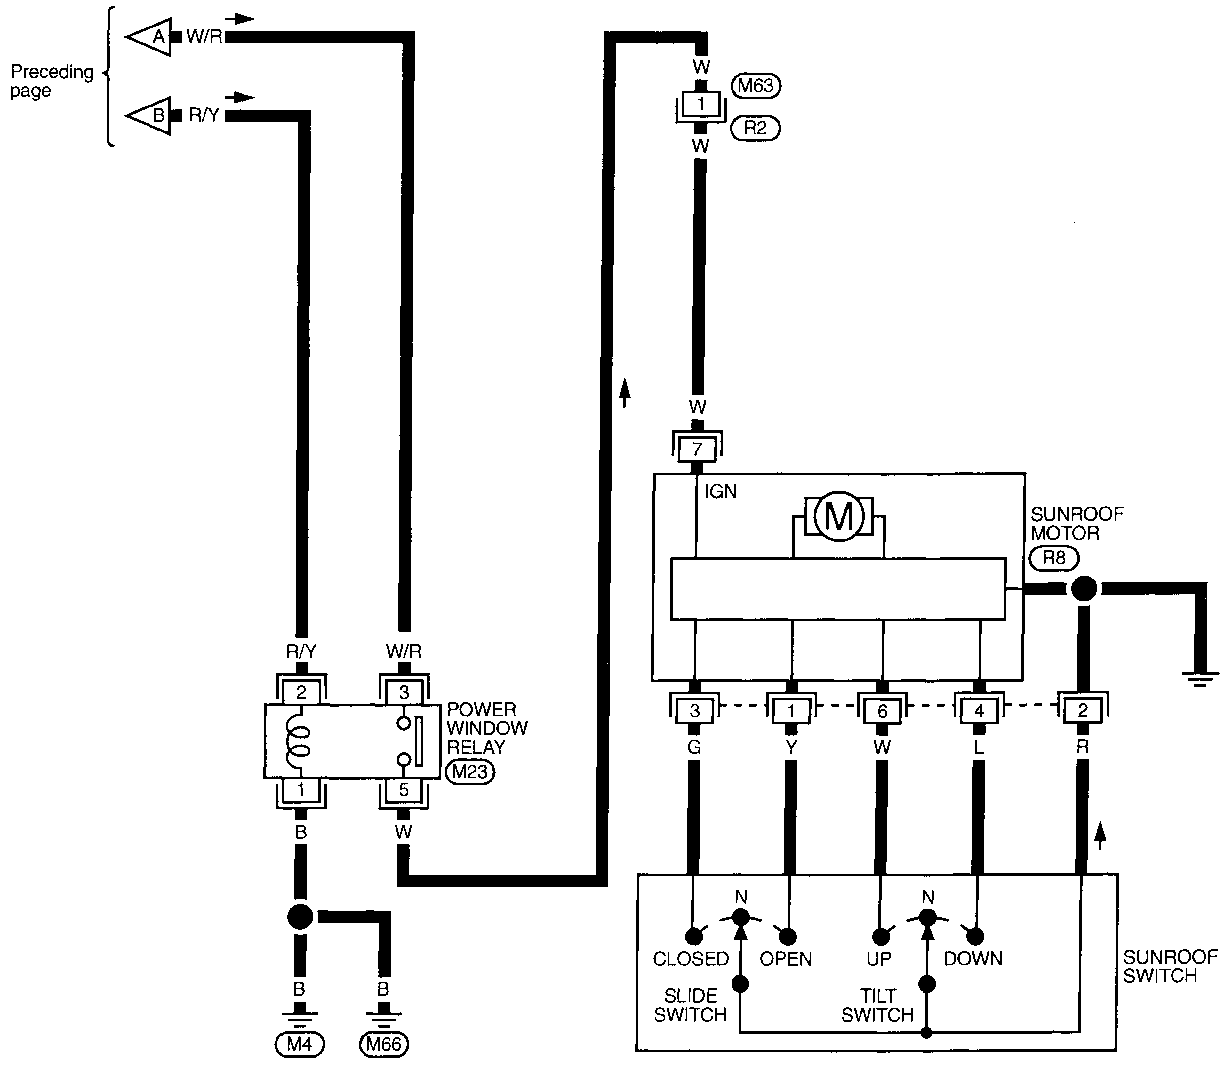 Preceding
page
A W/R
B R/Y
W
1
M63
R2
W
W
7
IGN
M
SUNROOF
MOTOR
R8
R/Y W/R
2 3
POWER
WINDOW
RELAY
M23
1 5
B W
B B
M4 M66
3 1 6 4 2
G Y W L R
N N
CLOSED OPEN UP DOWN
SLIDE
SWITCH
TILT
SWITCH
SUNROOF
SWITCH